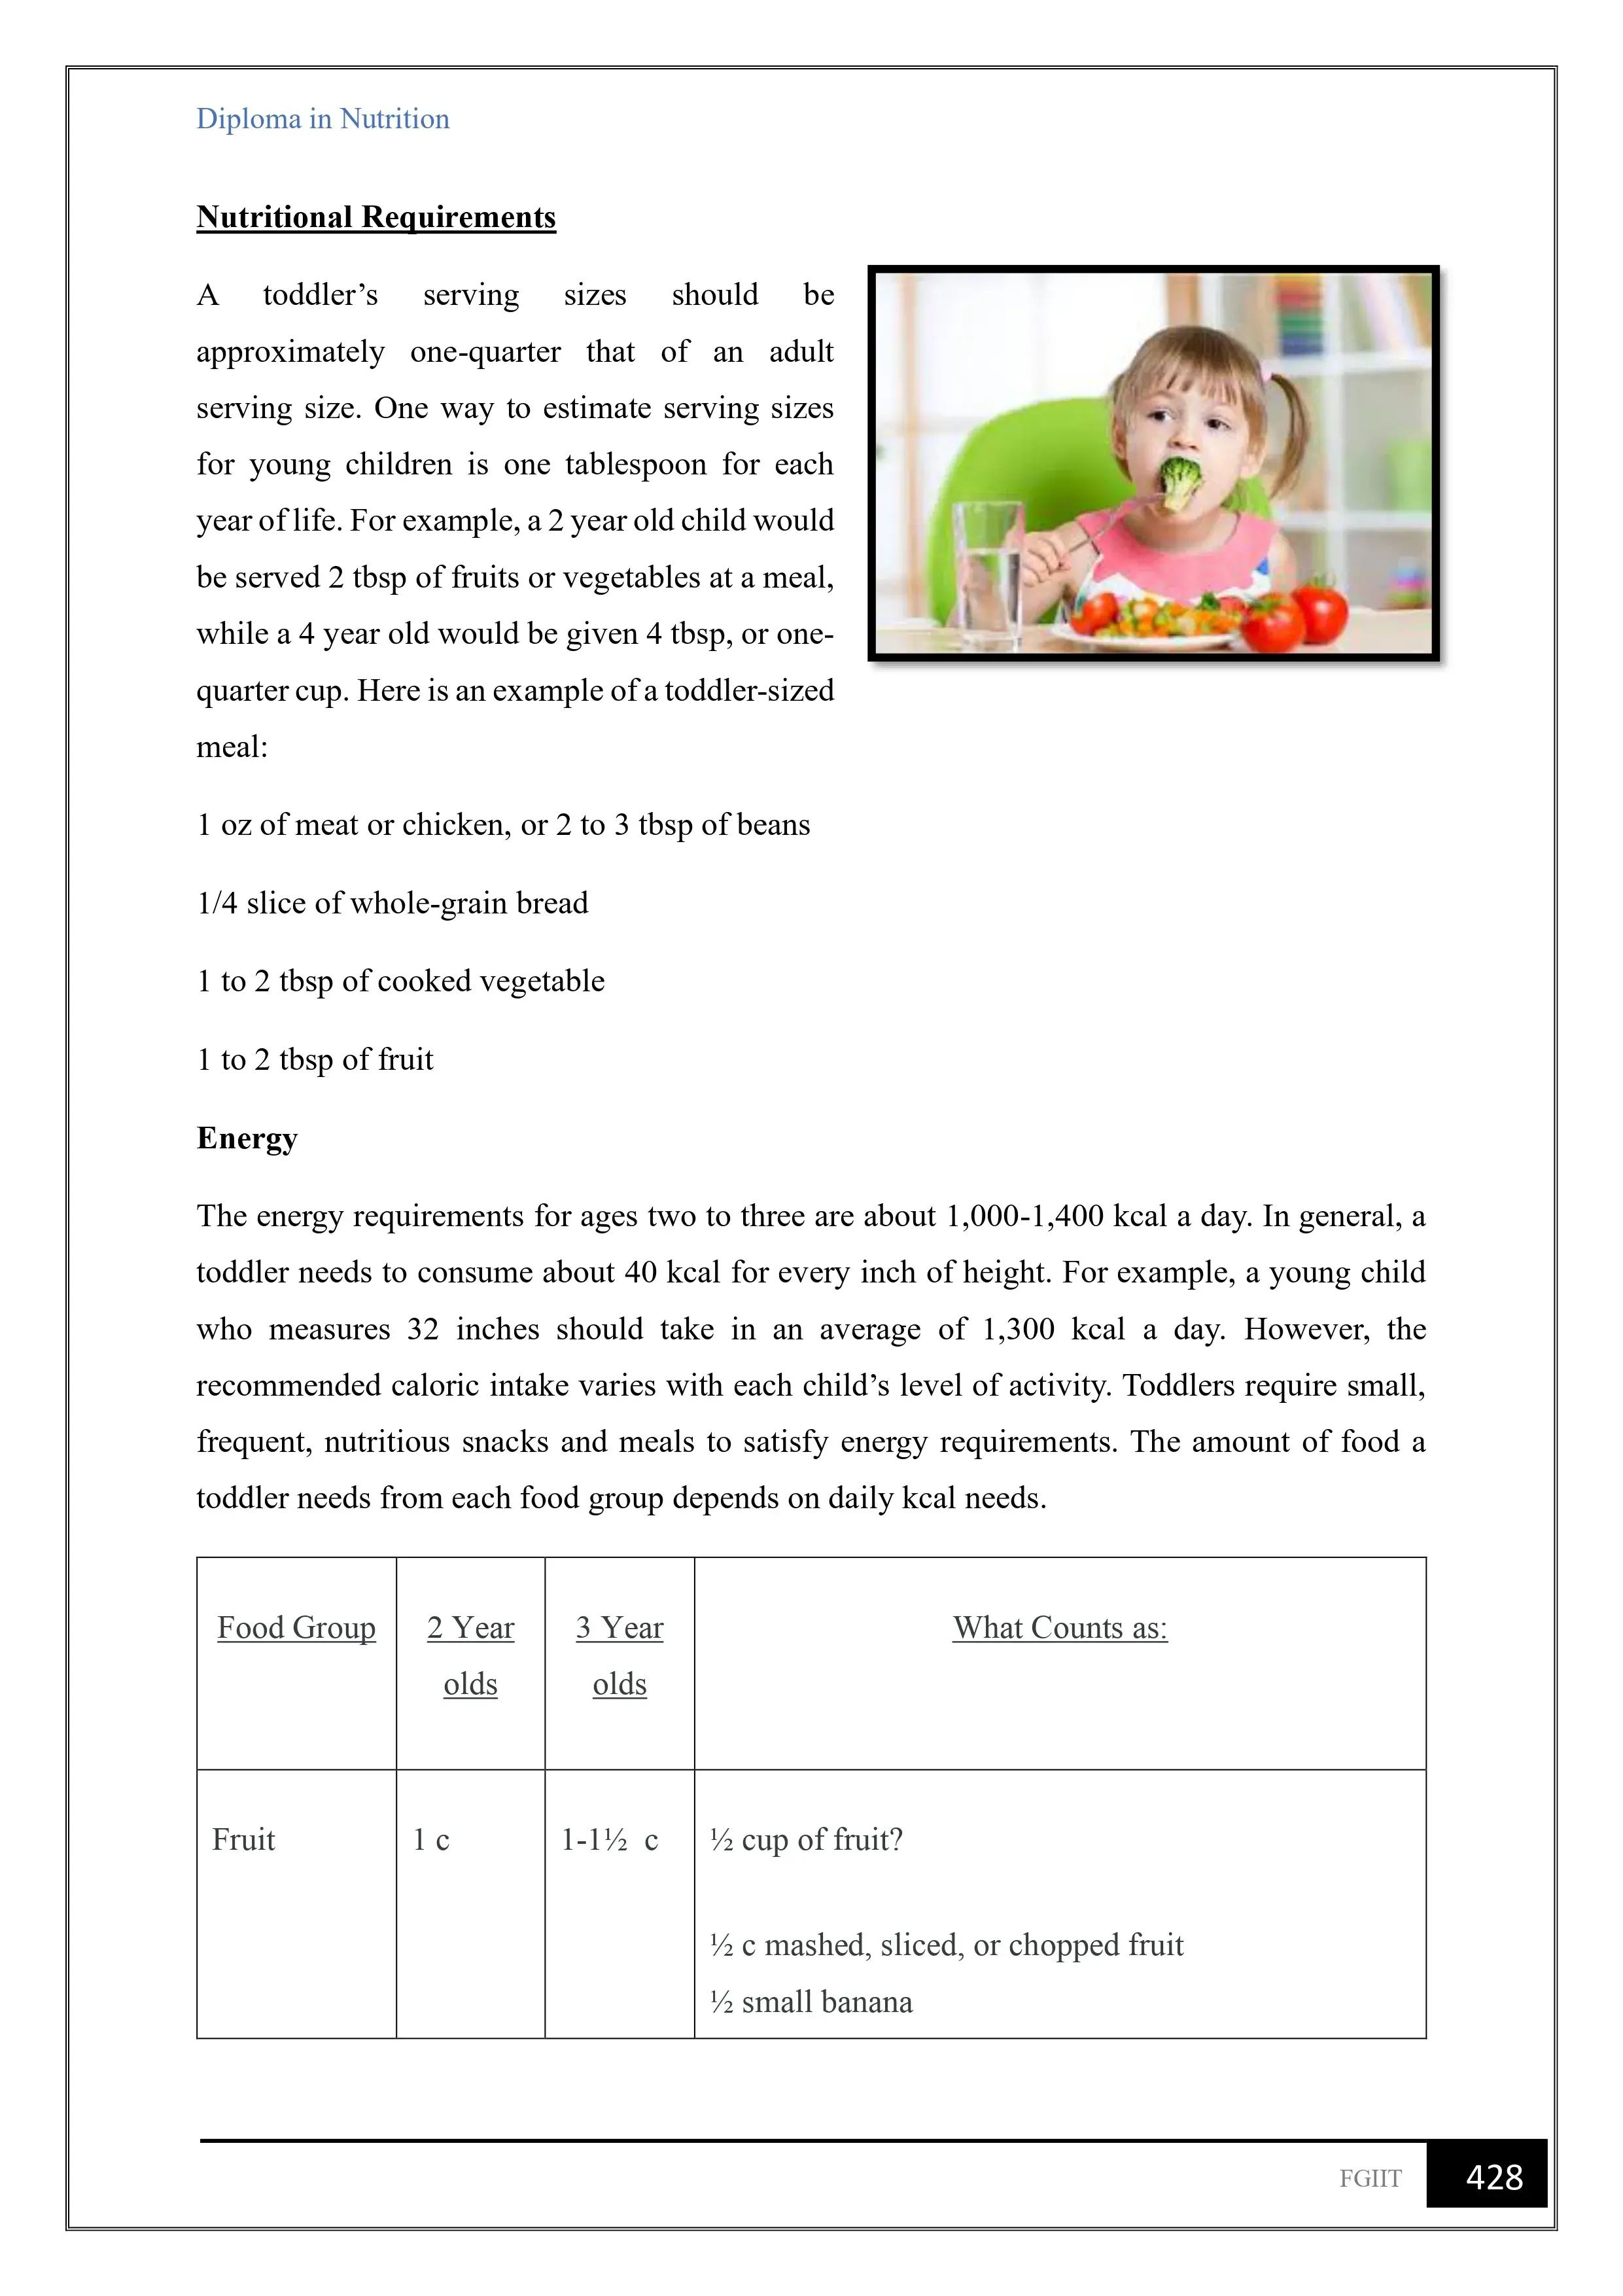 Diploma in Nutrition
Nutritional Requirements
A toddler’s serving sizes should be
approximately one-quarter that of an adult
serving size. One way to estimate serving sizes
for young children is one tablespoon for each
year of life. For example, a 2 year old child would
be served 2 tbsp of fruits or vegetables at a meal,
while a 4 year old would be given 4 tbsp, or one-
quarter cup. Here is an example of a toddler-sized
meal:
1 oz of meat or chicken, or 2 to 3 tbsp of beans
1/4 slice of whole-grain bread
1 to 2 tbsp of cooked vegetable
1 to 2 tbsp of fruit
Energy
The energy requirements for ages two to three are about 1,000-1,400 kcal a day. In general, a
toddler needs to consume about 40 kcal for every inch of height. For example, a young child
who measures 32 inches should take in an average of 1,300 kcal a day. However, the
recommended caloric intake varies with each child’s level of activity. Toddlers require small,
frequent, nutritious snacks and meals to satisfy energy requirements. The amount of food a
toddler needs from each food group depends on daily kcal needs.
Food Group
2 Year
olds
3 Year
olds
What Counts as:
Fruit
1 c
1-1½ c
½ cup of fruit?
½ c mashed, sliced, or chopped fruit
½ small banana
FGIIT
428